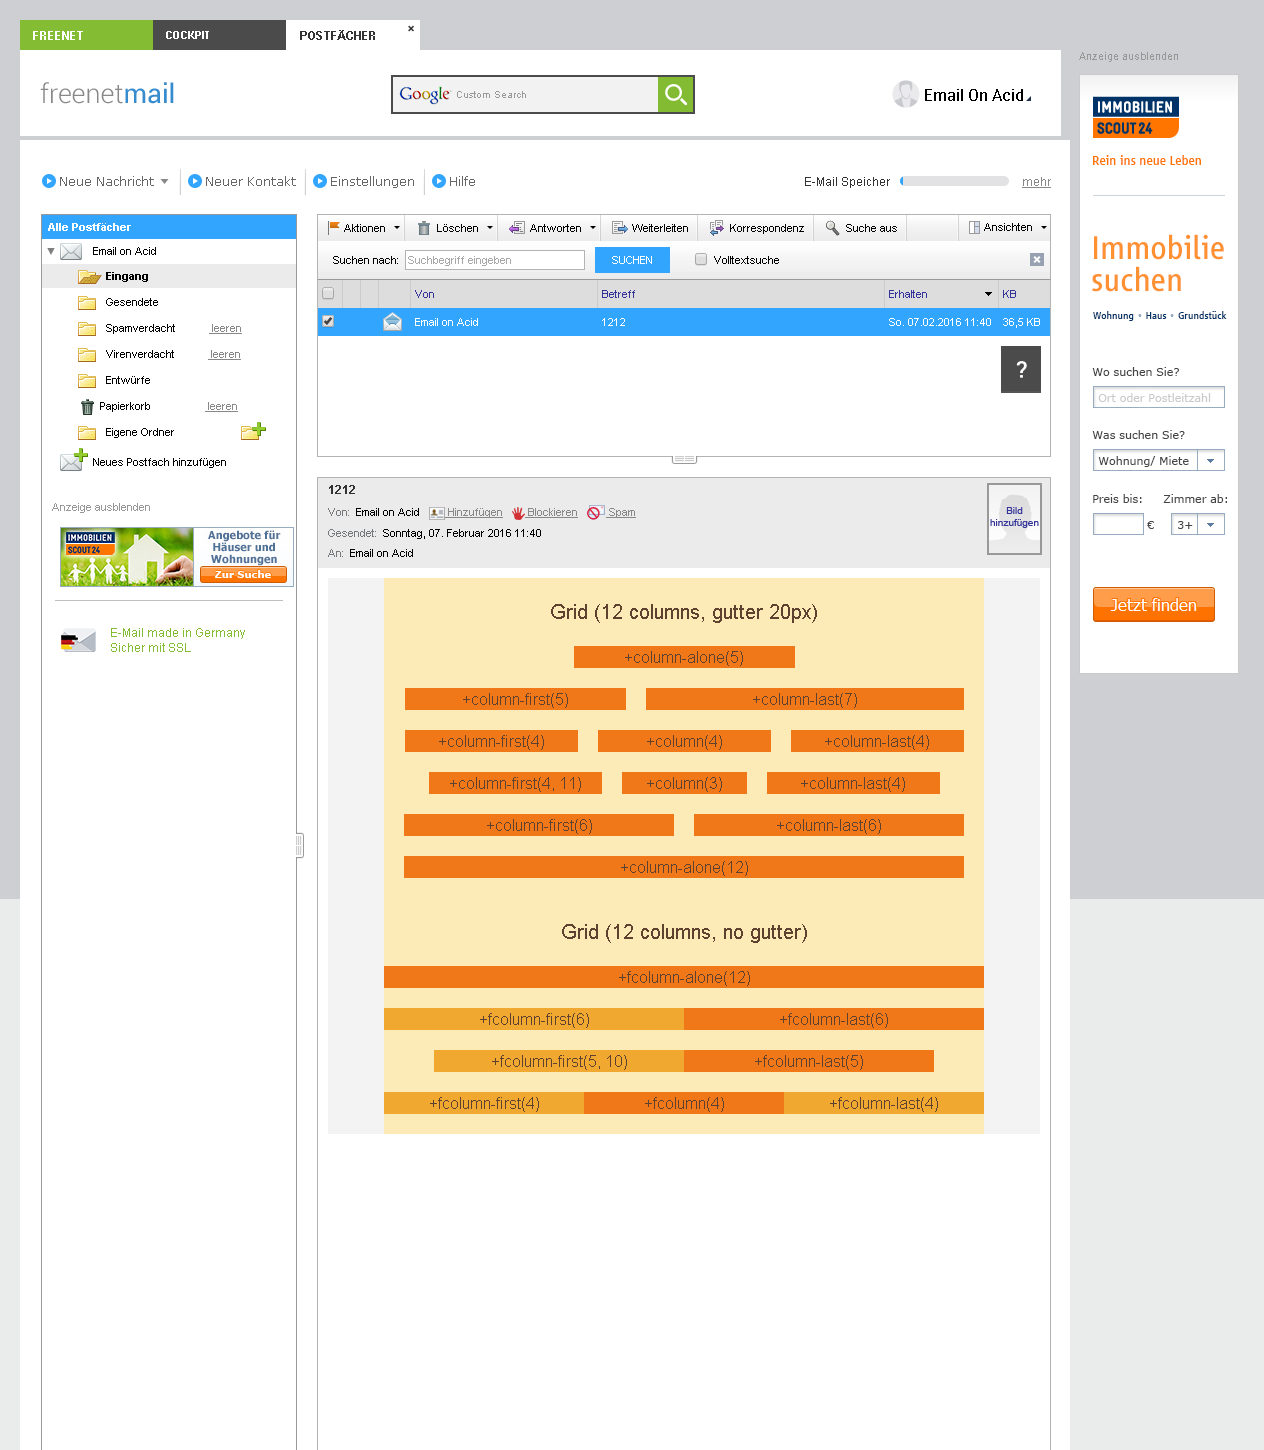 FREENET
COCKPIT
POSTFÄCHER
×
freenetmail
Google Custom Search
Email On Acid
Anzeige ausblenden
Neue Nachricht
Neuer Kontakt
Einstellungen
Hilfe
E-Mail Speicher
mehr
Alle Postfächer
Email on Acid
Eingang
Gesendete
Spamverdacht leeren
Virenverdacht leeren
Entwürfe
Papierkorb leeren
Eigene Ordner
Neues Postfach hinzufügen
Anzeige ausblenden
IMMOBILIEN
SCOUT24
Angebote für
Häuser und
Wohnungen
Zur Suche
E-Mail made in Germany
Sicher mit SSL
Aktionen
Löschen
Antworten
Weiterleiten
Korrespondenz
Suche aus
Ansichten
Suchen nach:
Suchbegriff eingeben
SUCHEN
Volltextsuche
Von
Betreff
Erhalten
KB
Email on Acid
1212
So. 07.02.2016 11:40
36,5 KB
?
1212
Von: Email on Acid Hinzufügen Blockieren Spam
Gesendet: Sonntag, 07. Februar 2016 11:40
An: Email on Acid
Bild
hinzufügen
Grid (12 columns, gutter 20px)
+column-alone(5)
+column-first(5) +column-last(7)
+column-first(4) +column(4) +column-last(4)
+column-first(4, 11) +column(3) +column-last(4)
+column-first(6) +column-last(6)
+column-alone(12)
Grid (12 columns, no gutter)
+fcolumn-alone(12)
+fcolumn-first(6) +fcolumn-last(6)
+fcolumn-first(5, 10) +fcolumn-last(5)
+fcolumn-first(4) +fcolumn(4) +fcolumn-last(4)
IMMOBILIEN
SCOUT24
Rein ins neue Leben
Immobilie
suchen
Wohnung • Haus • Grundstück
Wo suchen Sie?
Ort oder Postleitzahl
Was suchen Sie?
Wohnung/ Miete
Preis bis: Zimmer ab:
€ 3+
Jetzt finden